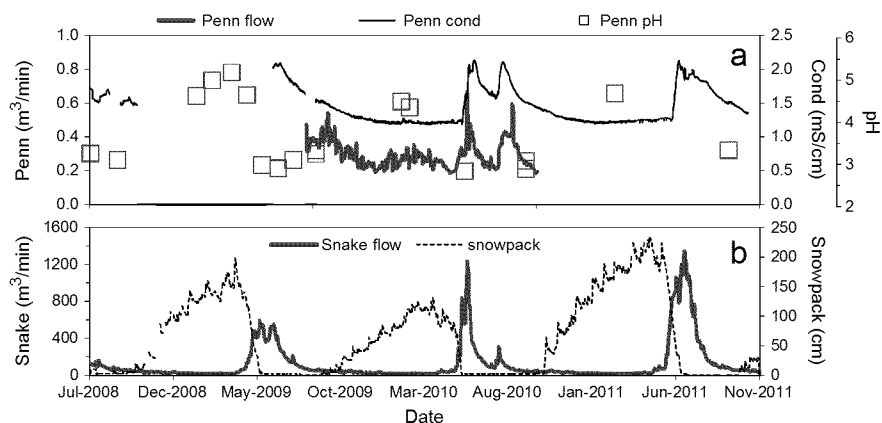 Penn flow Penn cond Penn pH
a
Penn (m³/min)
1.0
0.8
0.6
0.4
0.2
0.0
2.5
2.0
1.5
1.0
0.5
0.0
Cond (mS/cm)
6
5
4
3
2
pH
b
Snake flow snowpack
Snake (m³/min)
1600
1200
800
400
0
250
200
150
100
50
0
Snowpack (cm)
Jul-2008 Dec-2008 May-2009 Oct-2009 Mar-2010 Aug-2010 Jan-2011 Jun-2011 Nov-2011
Date